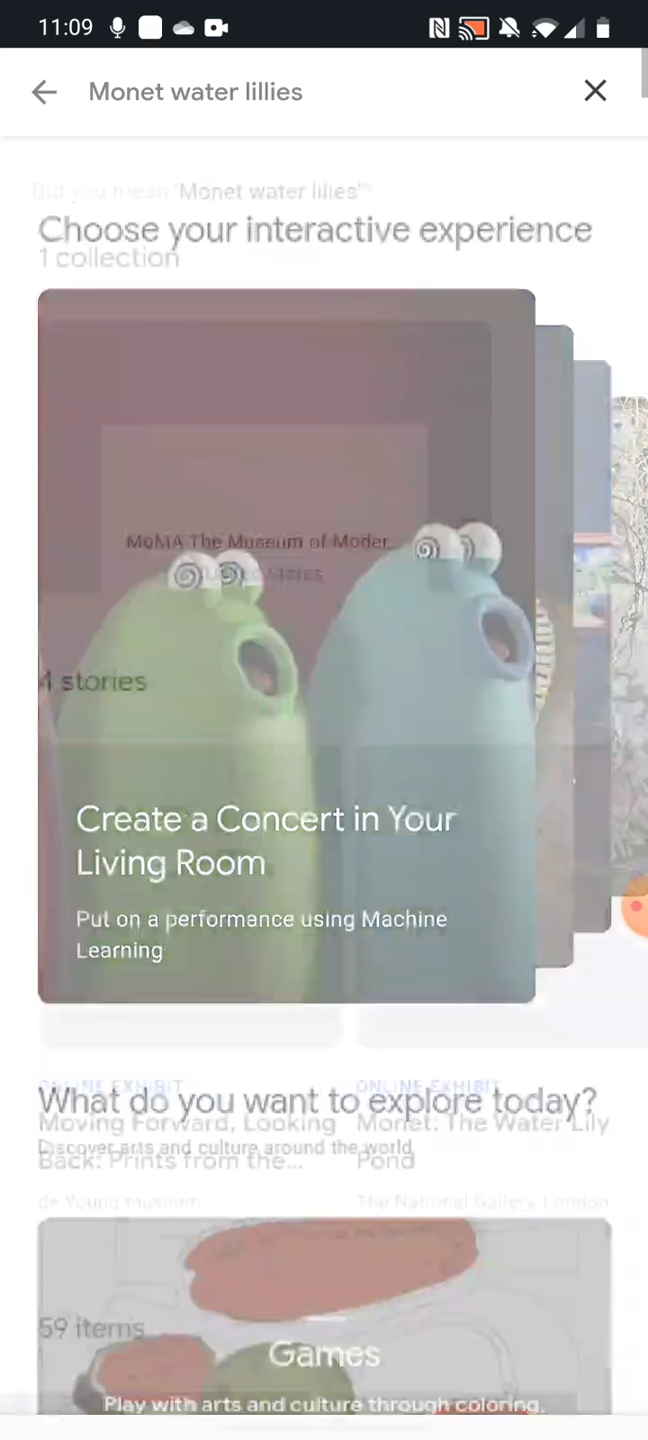 11:09
Monet water lillies
Did you mean 'Monet water lilies'?
Choose your interactive experience
1 collection
MoMA The Museum of Moder
States
4 stories
Create a Concert in Your
Living Room
Put on a performance using Machine
Learning
ONLINE EXHIBIT
ONLINE EXHIBIT
What do you want to explore today?
Moving Forward, Looking
Monet: The Water Lily
Discover arts and culture around the world
Back: Prints from the...
Pond
de Young museum
The National Gallery, London
59 items
Games
Play with arts and culture through coloring,